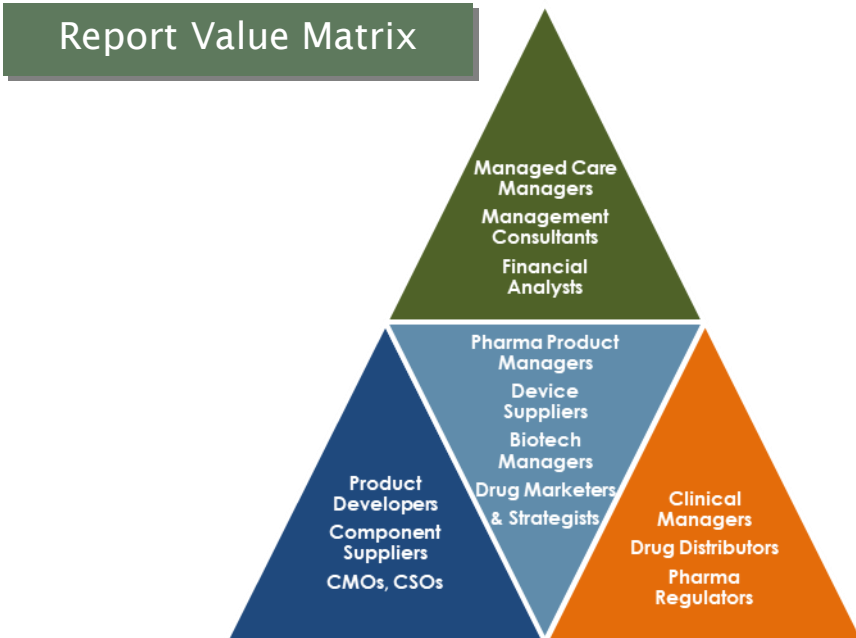 Report Value Matrix
Managed Care
Managers
Management
Consultants
Financial
Analysts
Pharma Product
Managers
Device
Suppliers
Biotech
Managers
Drug Marketers
& Strategists
Product
Developers
Component
Suppliers
CMOs, CSOs
Clinical
Managers
Drug Distributors
Pharma
Regulators